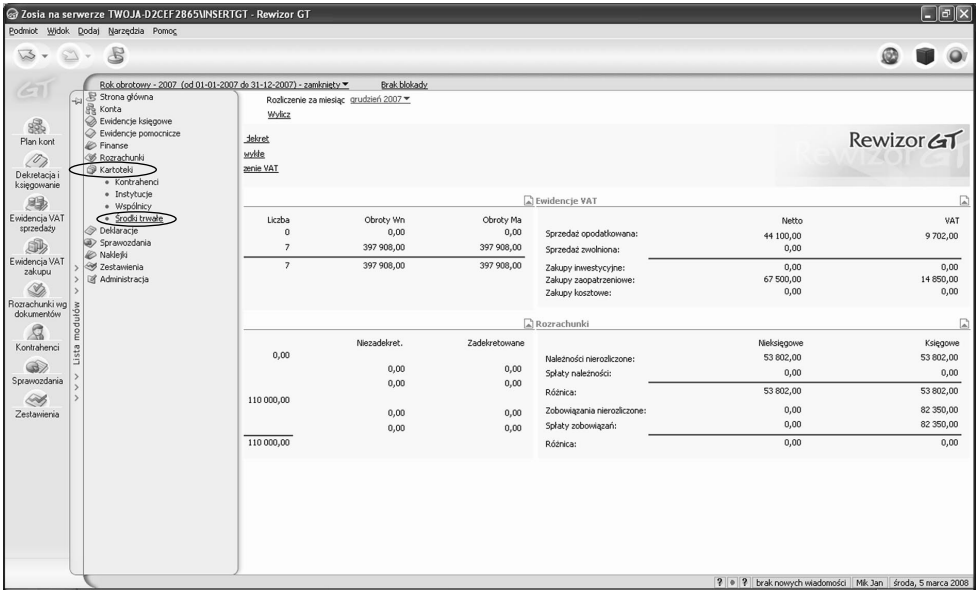 Zosia na serwerze TWOJA-D2CEF2865\INSERTGT - Rewizor GT
Podmiot Widok Dodaj Narzędzia Pomoc
GT
Rok obrotowy - 2007 (od 01-01-2007 do 31-12-2007) - zamknięty Brak blokady
Rozliczenie za miesiąc grudzień 2007
Wylicz
Plan kont
Dekretacja i księgowanie
Ewidencja VAT sprzedaży
Ewidencja VAT zakupu
Rozrachunki wg dokumentów
Kontrahenci
Sprawozdania
Zestawienia
Lista modułów
Strona główna
Konta
Ewidencje księgowe
Ewidencje pomocnicze
Finanse
Rozrachunki
Kartoteki
Kontrahenci
Instytucje
Wspólnicy
Środki trwałe
Deklaracje
Sprawozdania
Naklejki
Zestawienia
Administracja
dekret
wykłe
zenie VAT
Rewizor GT
Liczba Obroty Wn Obroty Ma
0 0,00 0,00
7 397 908,00 397 908,00
7 397 908,00 397 908,00
Ewidencje VAT
Netto VAT
Sprzedaż opodatkowana: 44 100,00 9 702,00
Sprzedaż zwolniona: 0,00
Zakupy inwestycyjne: 0,00 0,00
Zakupy zaopatrzeniowe: 67 500,00 14 850,00
Zakupy kosztowe: 0,00 0,00
Niezadekret. Zadekretowane
0,00
0,00 0,00
0,00 0,00
110 000,00
0,00 0,00
0,00 0,00
110 000,00
Rozrachunki
Nieksięgowe Księgowe
Należności nierozliczone: 53 802,00 53 802,00
Spłaty należności: 0,00 0,00
Różnica: 53 802,00 53 802,00
Zobowiązania nierozliczone: 0,00 82 350,00
Spłaty zobowiązań: 0,00 82 350,00
Różnica: 0,00 0,00
brak nowych wiadomości Mik Jan środa, 5 marca 2008